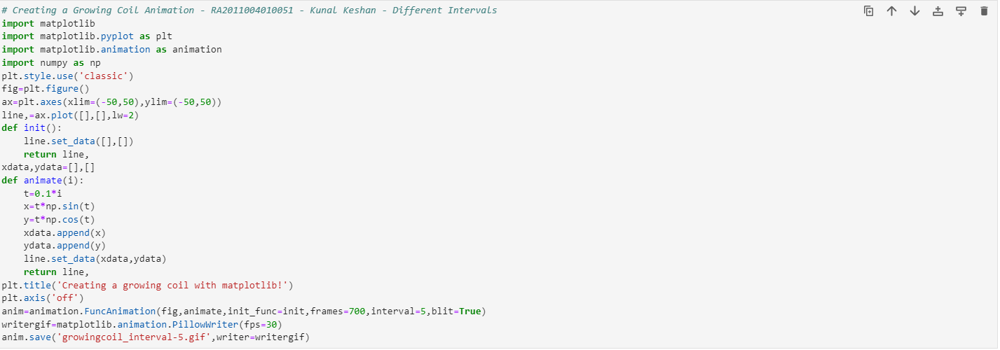 # Creating a Growing Coil Animation - RA2011004010051 - Kunal Keshan - Different Intervals
import matplotlib
import matplotlib.pyplot as plt
import matplotlib.animation as animation
import numpy as np
plt.style.use('classic')
fig=plt.figure()
ax=plt.axes(xlim=(-50,50),ylim=(-50,50))
line,=ax.plot([],[],lw=2)
def init():
    line.set_data([],[])
    return line,
xdata,ydata=[],[]
def animate(i):
    t=0.1*i
    x=t*np.sin(t)
    y=t*np.cos(t)
    xdata.append(x)
    ydata.append(y)
    line.set_data(xdata,ydata)
    return line,
plt.title('Creating a growing coil with matplotlib!')
plt.axis('off')
anim=animation.FuncAnimation(fig,animate,init_func=init,frames=700,interval=5,blit=True)
writergif=matplotlib.animation.PillowWriter(fps=30)
anim.save('growingcoil_interval-5.gif',writer=writergif)